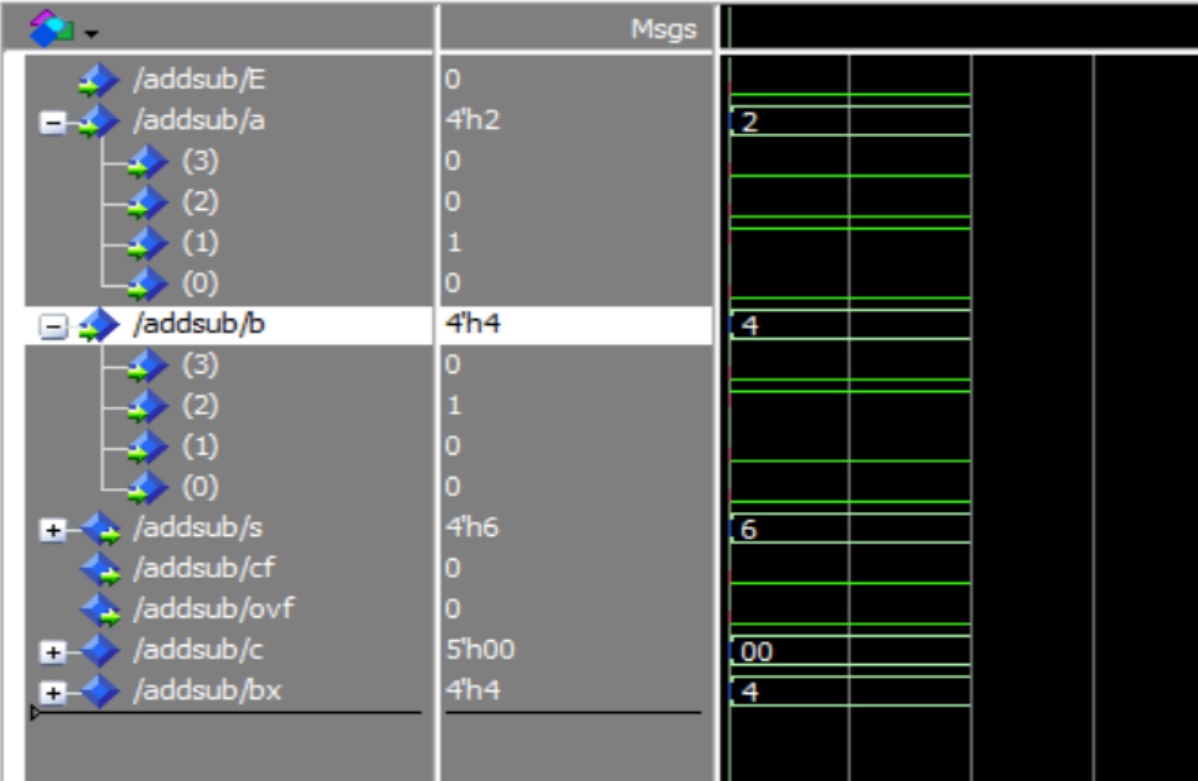 Msgs
/addsub/E 0
/addsub/a 4'h2 2
(3) 0
(2) 0
(1) 1
(0) 0
/addsub/b 4'h4 4
(3) 0
(2) 1
(1) 0
(0) 0
/addsub/s 4'h6 6
/addsub/cf 0
/addsub/ovf 0
/addsub/c 5'h00 00
/addsub/bx 4'h4 4